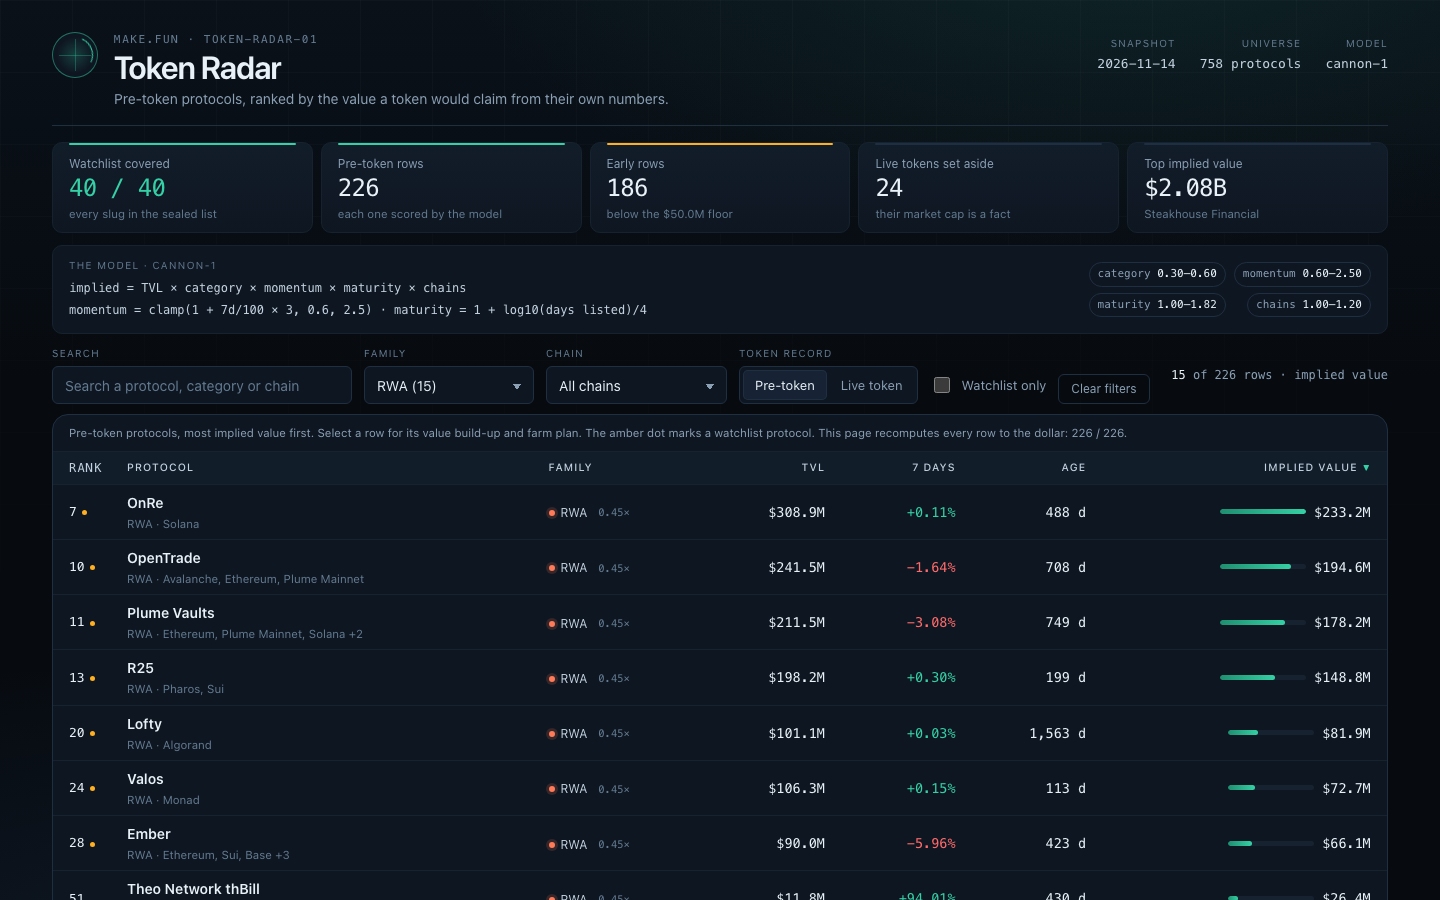 MAKE.FUN · TOKEN-RADAR-01
Token Radar
Pre-token protocols, ranked by the value a token would claim from their own numbers.
SNAPSHOT
2026-11-14
UNIVERSE
758 protocols
MODEL
cannon-1
Watchlist covered
40 / 40
every slug in the sealed list
Pre-token rows
226
each one scored by the model
Early rows
186
below the $50.0M floor
Live tokens set aside
24
their market cap is a fact
Top implied value
$2.08B
Steakhouse Financial
THE MODEL · CANNON-1
implied = TVL × category × momentum × maturity × chains
momentum = clamp(1 + 7d/100 × 3, 0.6, 2.5) · maturity = 1 + log10(days listed)/4
category 0.30–0.60
momentum 0.60–2.50
maturity 1.00–1.82
chains 1.00–1.20
SEARCH
Search a protocol, category or chain
FAMILY
RWA (15)
CHAIN
All chains
TOKEN RECORD
Pre-token Live token
Watchlist only
Clear filters
15 of 226 rows · implied value
Pre-token protocols, most implied value first. Select a row for its value build-up and farm plan. The amber dot marks a watchlist protocol. This page recomputes every row to the dollar: 226 / 226.
RANK PROTOCOL FAMILY TVL 7 DAYS AGE IMPLIED VALUE ▼
7 OnRe RWA 0.45× $308.9M +0.11% 488 d $233.2M
RWA · Solana
10 OpenTrade RWA 0.45× $241.5M −1.64% 708 d $194.6M
RWA · Avalanche, Ethereum, Plume Mainnet
11 Plume Vaults RWA 0.45× $211.5M −3.08% 749 d $178.2M
RWA · Ethereum, Plume Mainnet, Solana +2
13 R25 RWA 0.45× $198.2M +0.30% 199 d $148.8M
RWA · Pharos, Sui
20 Lofty RWA 0.45× $101.1M +0.03% 1,563 d $81.9M
RWA · Algorand
24 Valos RWA 0.45× $106.3M +0.15% 113 d $72.7M
RWA · Monad
28 Ember RWA 0.45× $90.0M −5.96% 423 d $66.1M
RWA · Ethereum, Sui, Base +3
51 Theo Network thBill RWA 0.45× $11.8M +94.01% 430 d $26.4M